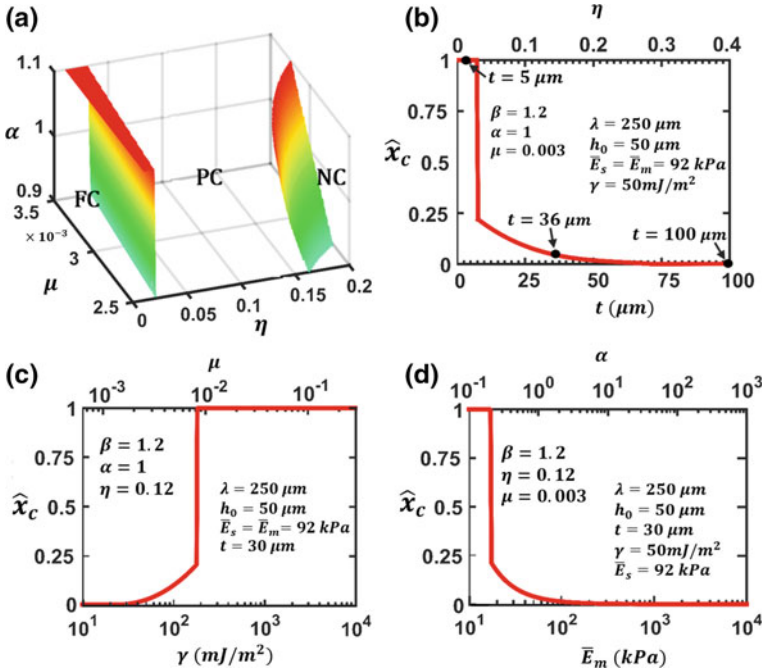 (a)
1.1
1
0.9
α
3.5
× 10⁻³
3
2.5
μ
FC
PC
NC
0
0.05
0.1
0.15
0.2
η
(b)
η
0
0.1
0.2
0.3
0.4
1
0.75
0.5
0.25
0
x̂_C
t = 5 μm
β = 1.2
α = 1
μ = 0.003
λ = 250 μm
h₀ = 50 μm
Ē_s = Ē_m = 92 kPa
γ = 50mJ/m²
t = 36 μm
t = 100 μm
0
25
50
75
100
t (μm)
(c)
μ
10⁻³
10⁻²
10⁻¹
1
0.75
0.5
0.25
0
x̂_C
β = 1.2
α = 1
η = 0.12
λ = 250 μm
h₀ = 50 μm
Ē_s = Ē_m = 92 kPa
t = 30 μm
10¹
10²
10³
10⁴
γ (mJ/m²)
(d)
α
10⁻¹
10⁰
10¹
10²
10³
1
0.75
0.5
0.25
0
x̂_C
β = 1.2
η = 0.12
μ = 0.003
λ = 250 μm
h₀ = 50 μm
t = 30 μm
γ = 50mJ/m²
Ē_s = 92 kPa
10¹
10²
10³
10⁴
Ē_m (kPa)